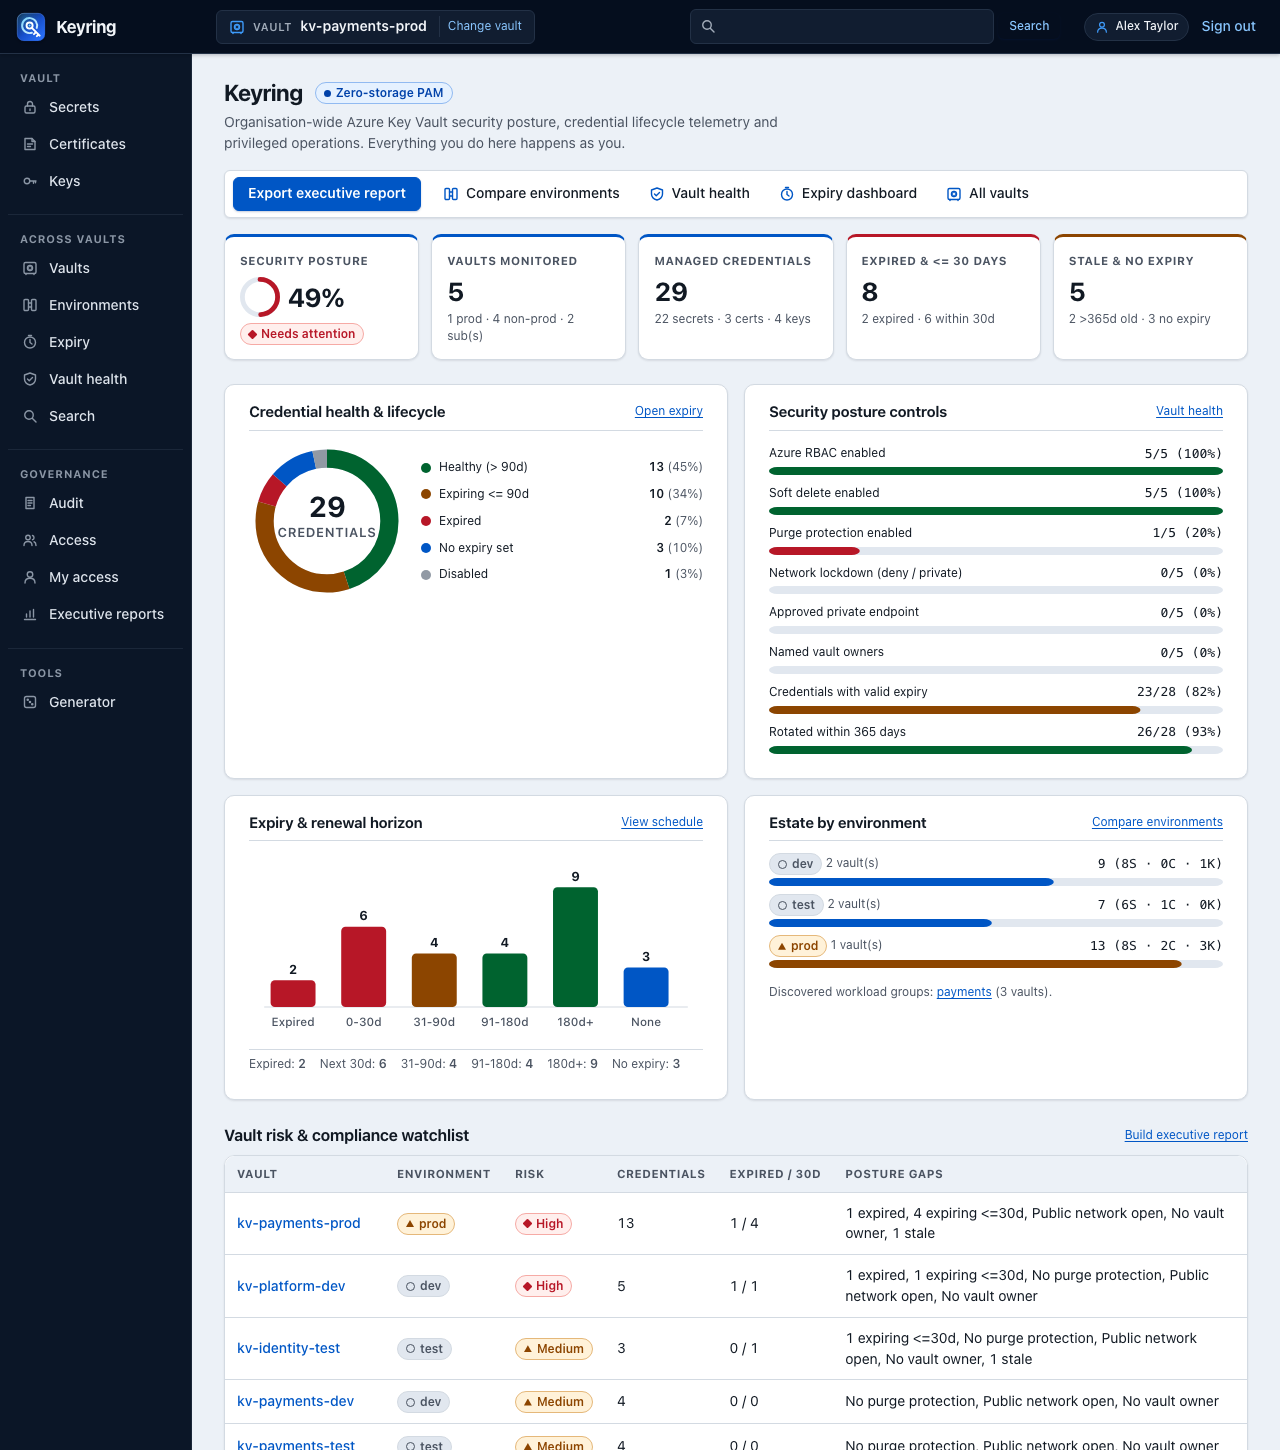 Keyring
VAULT kv-payments-prod Change vault
Search
Alex Taylor
Sign out
VAULT
Secrets
Certificates
Keys
ACROSS VAULTS
Vaults
Environments
Expiry
Vault health
Search
GOVERNANCE
Audit
Access
My access
Executive reports
TOOLS
Generator
Keyring
Zero-storage PAM
Organisation-wide Azure Key Vault security posture, credential lifecycle telemetry and
privileged operations. Everything you do here happens as you.
Export executive report
Compare environments
Vault health
Expiry dashboard
All vaults
SECURITY POSTURE
49%
Needs attention
VAULTS MONITORED
5
1 prod · 4 non-prod · 2
sub(s)
MANAGED CREDENTIALS
29
22 secrets · 3 certs · 4 keys
EXPIRED & <= 30 DAYS
8
2 expired · 6 within 30d
STALE & NO EXPIRY
5
2 >365d old · 3 no expiry
Credential health & lifecycle
Open expiry
29
CREDENTIALS
Healthy (> 90d) 13 (45%)
Expiring <= 90d 10 (34%)
Expired 2 (7%)
No expiry set 3 (10%)
Disabled 1 (3%)
Security posture controls
Vault health
Azure RBAC enabled 5/5 (100%)
Soft delete enabled 5/5 (100%)
Purge protection enabled 1/5 (20%)
Network lockdown (deny / private) 0/5 (0%)
Approved private endpoint 0/5 (0%)
Named vault owners 0/5 (0%)
Credentials with valid expiry 23/28 (82%)
Rotated within 365 days 26/28 (93%)
Expiry & renewal horizon
View schedule
2 6 4 4 9 3
Expired 0-30d 31-90d 91-180d 180d+ None
Expired: 2 Next 30d: 6 31-90d: 4 91-180d: 4 180d+: 9 No expiry: 3
Estate by environment
Compare environments
dev 2 vault(s) 9 (8S · 0C · 1K)
test 2 vault(s) 7 (6S · 1C · 0K)
prod 1 vault(s) 13 (8S · 2C · 3K)
Discovered workload groups: payments (3 vaults).
Vault risk & compliance watchlist
Build executive report
VAULT ENVIRONMENT RISK CREDENTIALS EXPIRED / 30D POSTURE GAPS
kv-payments-prod prod High 13 1 / 4 1 expired, 4 expiring <=30d, Public network open, No vault
owner, 1 stale
kv-platform-dev dev High 5 1 / 1 1 expired, 1 expiring <=30d, No purge protection, Public
network open, No vault owner
kv-identity-test test Medium 3 0 / 1 1 expiring <=30d, No purge protection, Public network
open, No vault owner, 1 stale
kv-payments-dev dev Medium 4 0 / 0 No purge protection, Public network open, No vault owner
kv-payments-test test Medium 4 0 / 0 No purge protection, Public network open, No vault owner